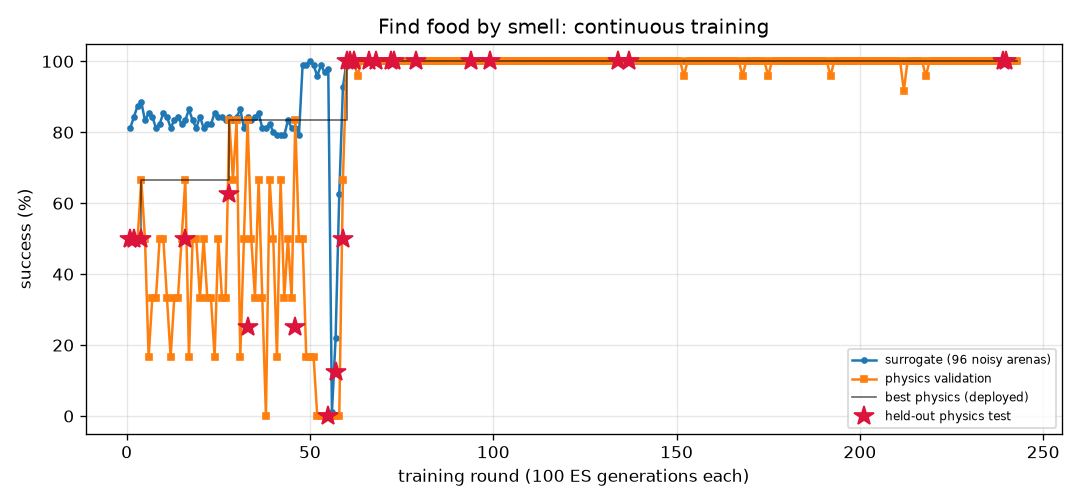 Find food by smell: continuous training
success (%)
100
80
60
40
20
0
0 50 100 150 200 250
training round (100 ES generations each)
surrogate (96 noisy arenas)
physics validation
best physics (deployed)
held-out physics test